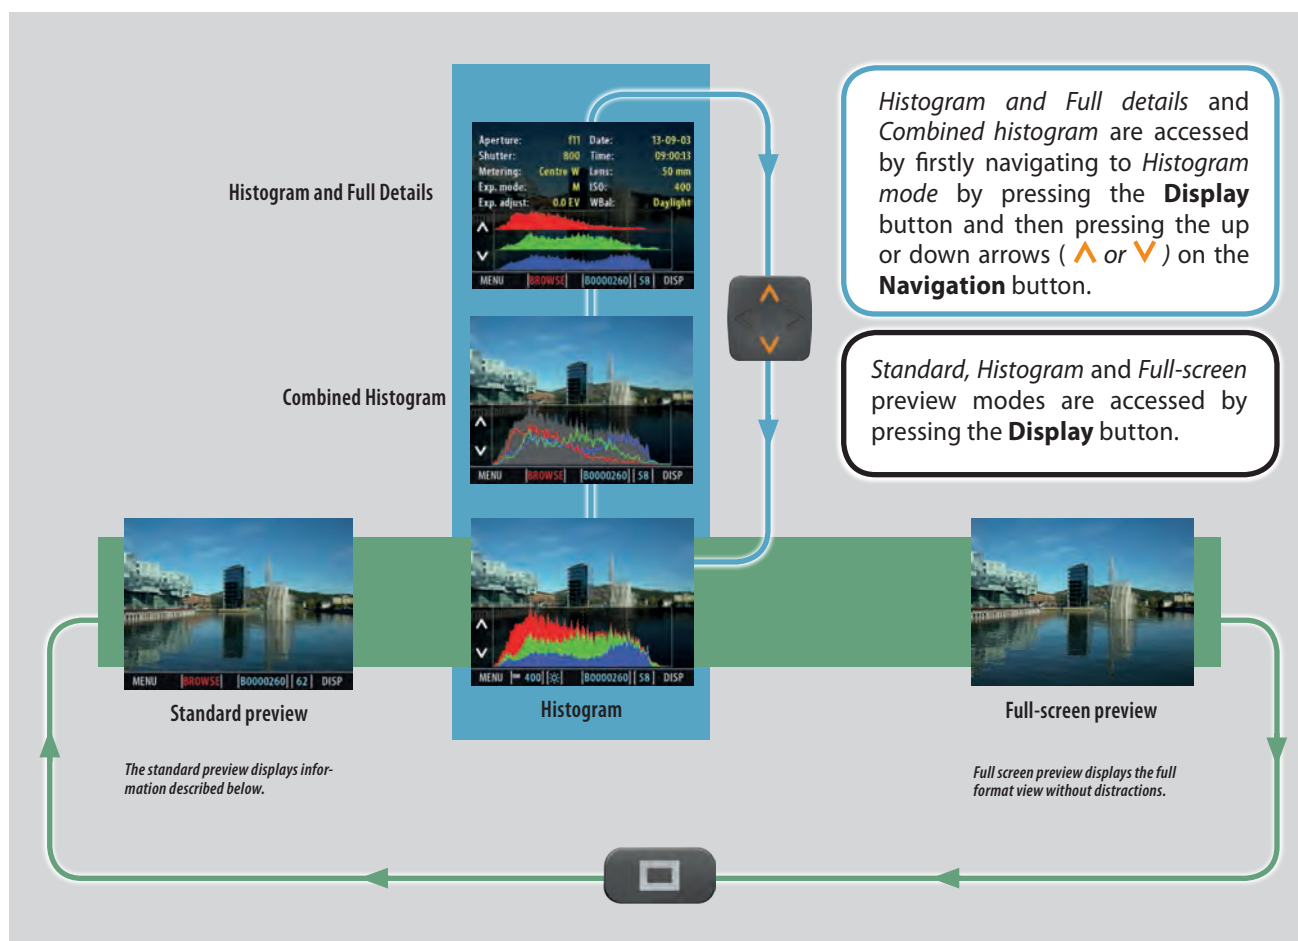 Histogram and Full Details
Aperture: f11 Date: 13-09-03
Shutter: 800 Time: 09:00:13
Metering: Centre W Lens: 50 mm
Exp. mode: M ISO: 400
Exp. adjust: 0.0 EV WBal: Daylight
MENU BROWSE B0000260 58 DISP
Histogram and Full details and
Combined histogram are accessed
by firstly navigating to Histogram
mode by pressing the Display
button and then pressing the up
or down arrows ( ∧ or ∨ ) on the
Navigation button.
Combined Histogram
MENU BROWSE B0000260 58 DISP
Standard, Histogram and Full-screen
preview modes are accessed by
pressing the Display button.
MENU BROWSE B0000260 62 DISP
Standard preview
The standard preview displays infor-
mation described below.
MENU 400 B0000260 58 DISP
Histogram
Full-screen preview
Full screen preview displays the full
format view without distractions.